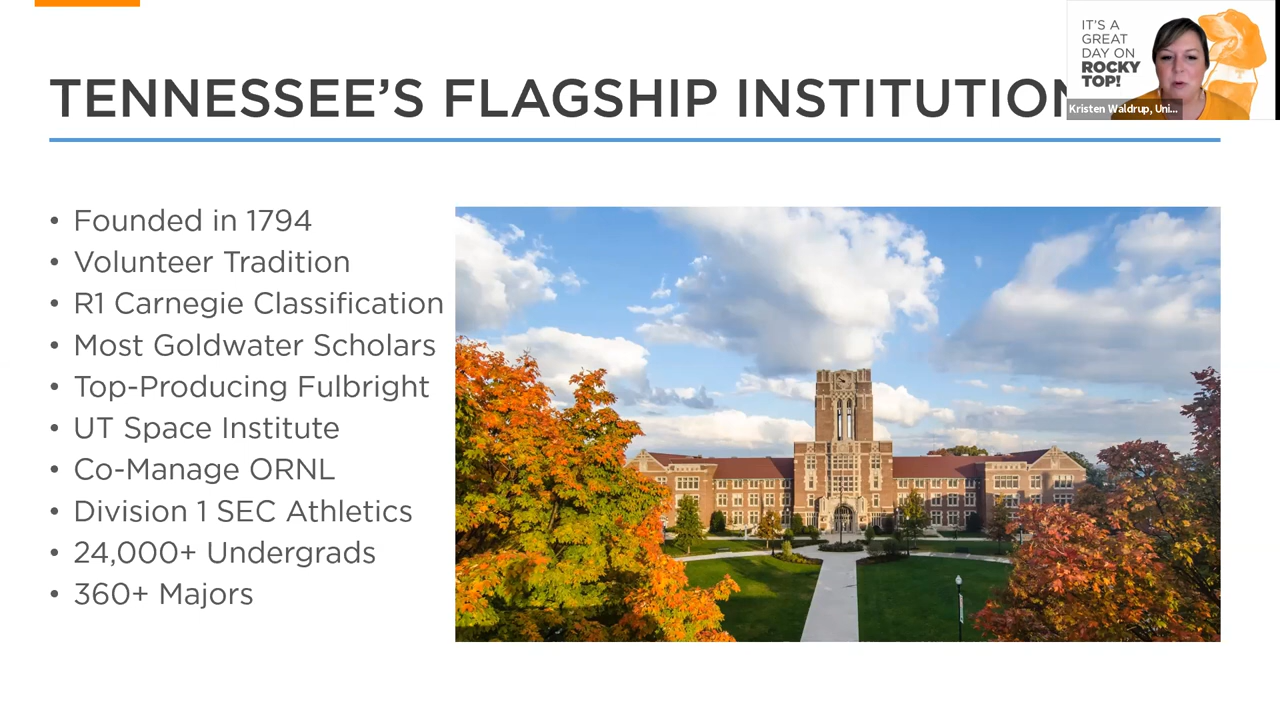 TENNESSEE’S FLAGSHIP INSTITUTION
IT’S A
GREAT
DAY ON
ROCKY
TOP!
Kristen Waldrup, Uni...
• Founded in 1794
• Volunteer Tradition
• R1 Carnegie Classification
• Most Goldwater Scholars
• Top-Producing Fulbright
• UT Space Institute
• Co-Manage ORNL
• Division 1 SEC Athletics
• 24,000+ Undergrads
• 360+ Majors